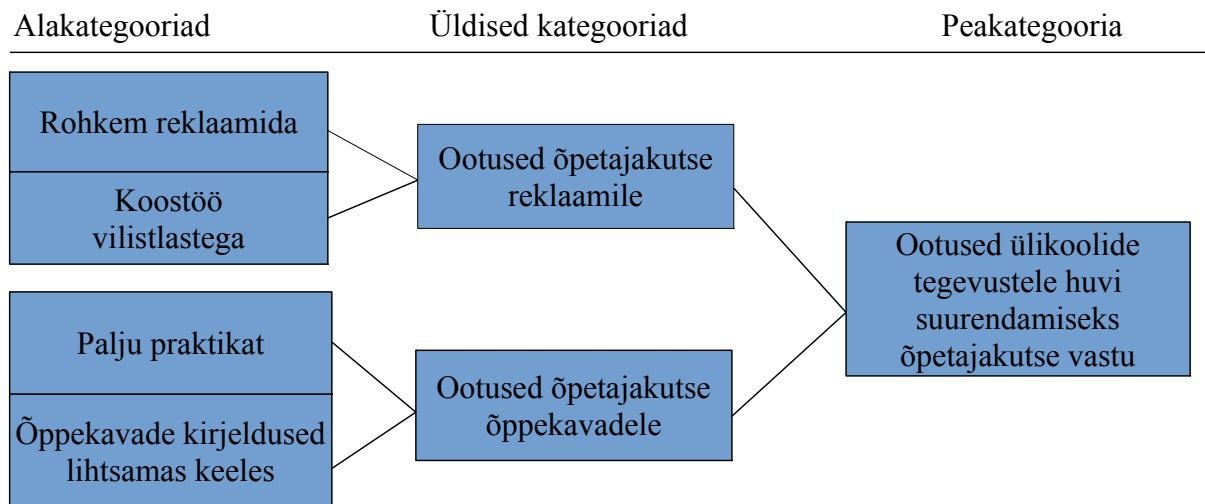 Alakategooriad
Üldised kategooriad
Peakategooria
Rohkem reklaamida
Koostöö
vilistlastega
Palju praktikat
Õppekavade kirjeldused
lihtsamas keeles
Ootused õpetajakutse
reklaamile
Ootused õpetajakutse
õppekavadele
Ootused ülikoolide
tegevustele huvi
suurendamiseks
õpetajakutse vastu